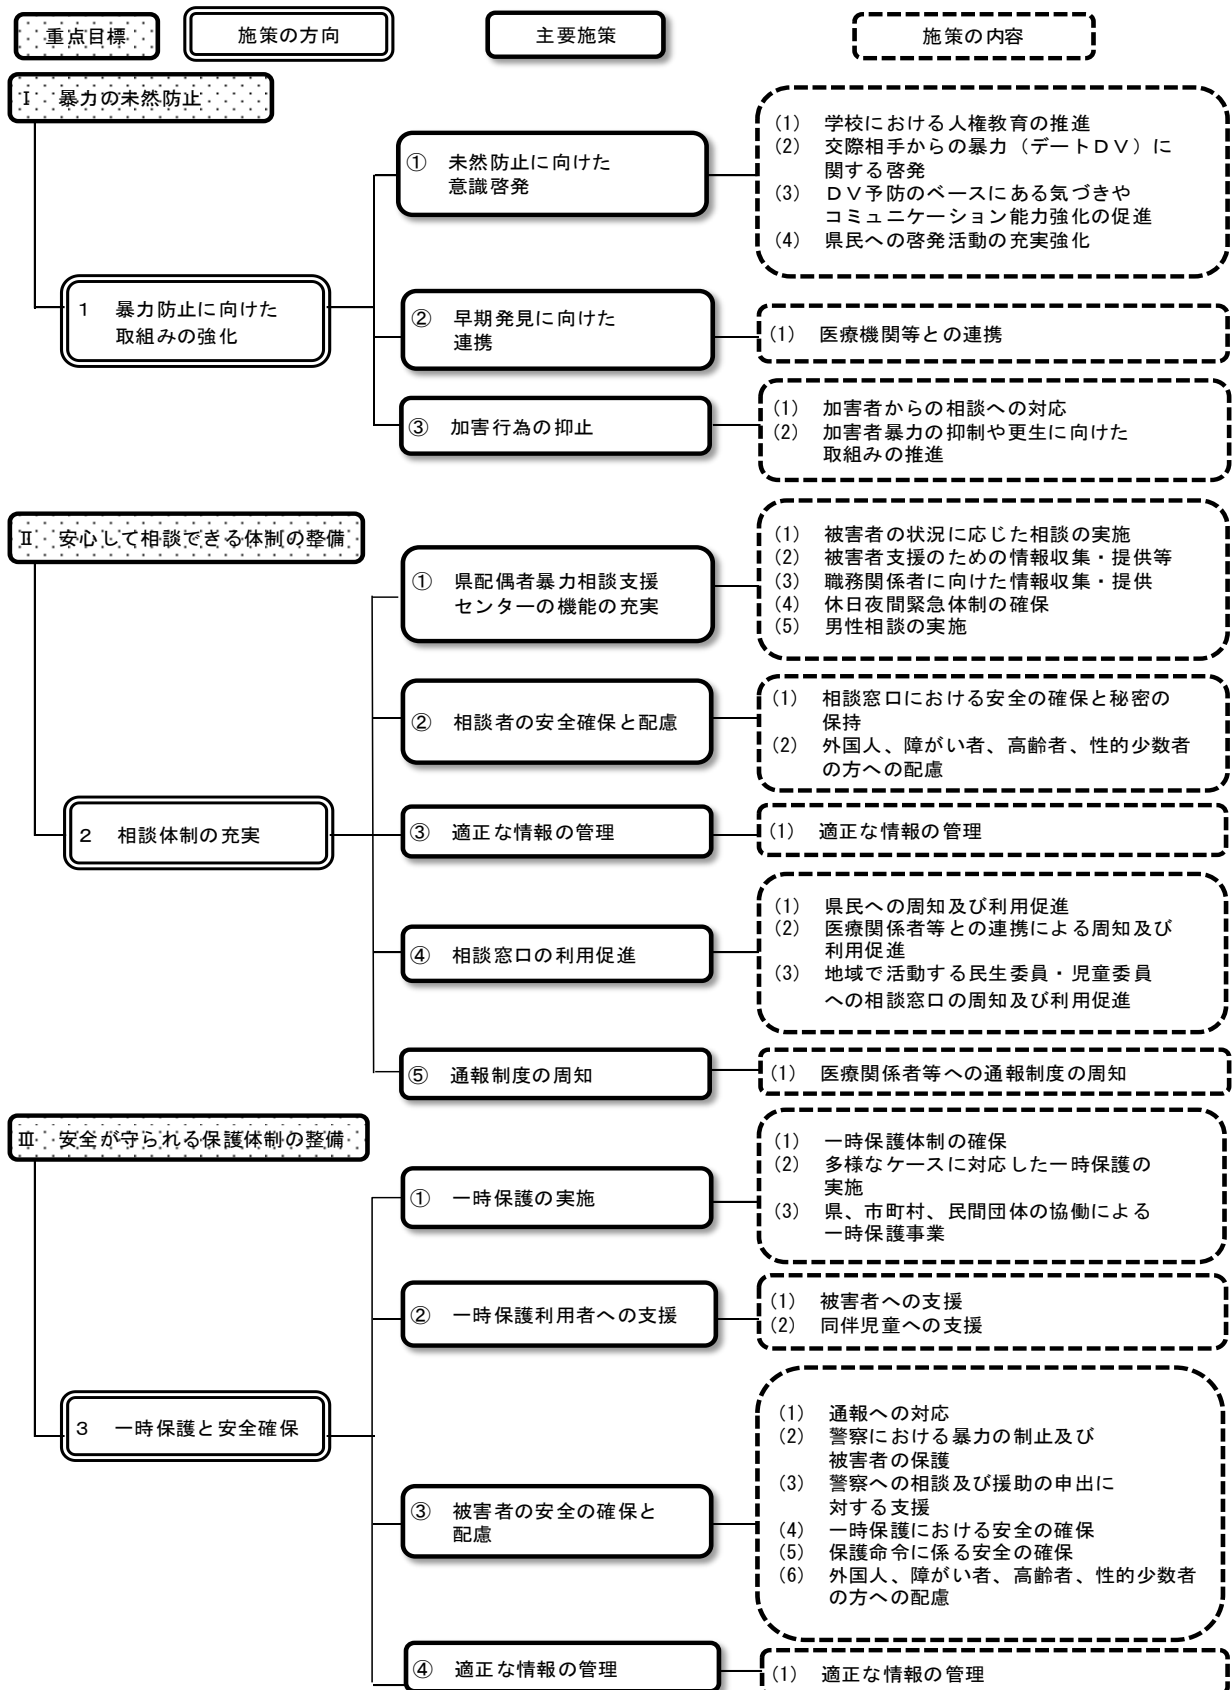 重点目標
施策の方向
主要施策
施策の内容
Ⅰ 暴力の未然防止
1 暴力防止に向けた
取組みの強化
① 未然防止に向けた
意識啓発
(1) 学校における人権教育の推進
(2) 交際相手からの暴力（デートＤＶ）に
関する啓発
(3) ＤＶ予防のベースにある気づきや
コミュニケーション能力強化の促進
(4) 県民への啓発活動の充実強化
② 早期発見に向けた
連携
(1) 医療機関等との連携
③ 加害行為の抑止
(1) 加害者からの相談への対応
(2) 加害者暴力の抑制や更生に向けた
取組みの推進
Ⅱ 安心して相談できる体制の整備
2 相談体制の充実
① 県配偶者暴力相談支援
センターの機能の充実
(1) 被害者の状況に応じた相談の実施
(2) 被害者支援のための情報収集・提供等
(3) 職務関係者に向けた情報収集・提供
(4) 休日夜間緊急体制の確保
(5) 男性相談の実施
② 相談者の安全確保と配慮
(1) 相談窓口における安全の確保と秘密の
保持
(2) 外国人、障がい者、高齢者、性的少数者
の方への配慮
③ 適正な情報の管理
(1) 適正な情報の管理
④ 相談窓口の利用促進
(1) 県民への周知及び利用促進
(2) 医療関係者等との連携による周知及び
利用促進
(3) 地域で活動する民生委員・児童委員
への相談窓口の周知及び利用促進
⑤ 通報制度の周知
(1) 医療関係者等への通報制度の周知
Ⅲ 安全が守られる保護体制の整備
3 一時保護と安全確保
① 一時保護の実施
(1) 一時保護体制の確保
(2) 多様なケースに対応した一時保護の
実施
(3) 県、市町村、民間団体の協働による
一時保護事業
② 一時保護利用者への支援
(1) 被害者への支援
(2) 同伴児童への支援
③ 被害者の安全の確保と
配慮
(1) 通報への対応
(2) 警察における暴力の制止及び
被害者の保護
(3) 警察への相談及び援助の申出に
対する支援
(4) 一時保護における安全の確保
(5) 保護命令に係る安全の確保
(6) 外国人、障がい者、高齢者、性的少数者
の方への配慮
④ 適正な情報の管理
(1) 適正な情報の管理